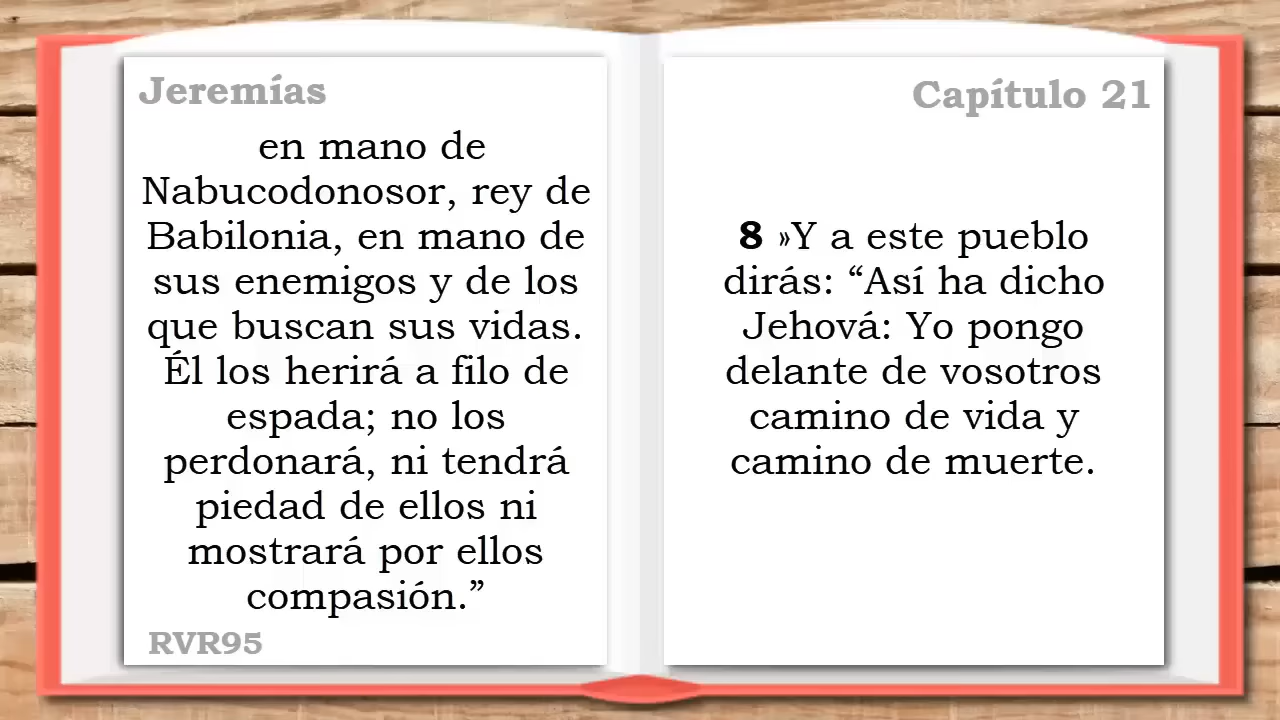 Jeremías
en mano de
Nabucodonosor, rey de
Babilonia, en mano de
sus enemigos y de los
que buscan sus vidas.
Él los herirá a filo de
espada; no los
perdonará, ni tendrá
piedad de ellos ni
mostrará por ellos
compasión.”
RVR95
Capítulo 21
8 »Y a este pueblo
dirás: “Así ha dicho
Jehová: Yo pongo
delante de vosotros
camino de vida y
camino de muerte.